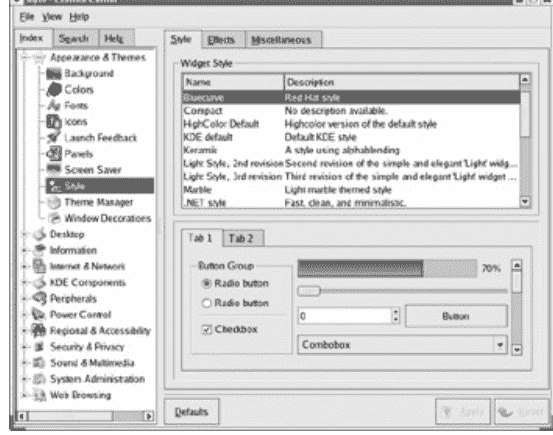 Style - Control Center
File View Help
Index Search Help
Appearance & Themes
Background
Colors
Fonts
Icons
Launch Feedback
Panels
Screen Saver
Style
Theme Manager
Window Decorations
Desktop
Information
Internet & Network
KDE Components
Peripherals
Power Control
Regional & Accessibility
Security & Privacy
Sound & Multimedia
System Administration
Web Browsing
Style Effects Miscellaneous
Widget Style
Name Description
Bluecurve Red Hat style
Compact No description available.
HighColor Default Highcolor version of the default style
KDE default Default KDE style
Keramik A style using alphablending
Light Style, 2nd revision Second revision of the simple and elegant 'Light' widg...
Light Style, 3rd revision Third revision of the simple and elegant 'Light' widget ...
Marble Light marble themed style
.NET style Fast, clean, and minimalistic.
Tab 1 Tab 2
Button Group
Radio button
Radio button
Checkbox
70%
0
Button
Combobox
Defaults
Apply
Reset